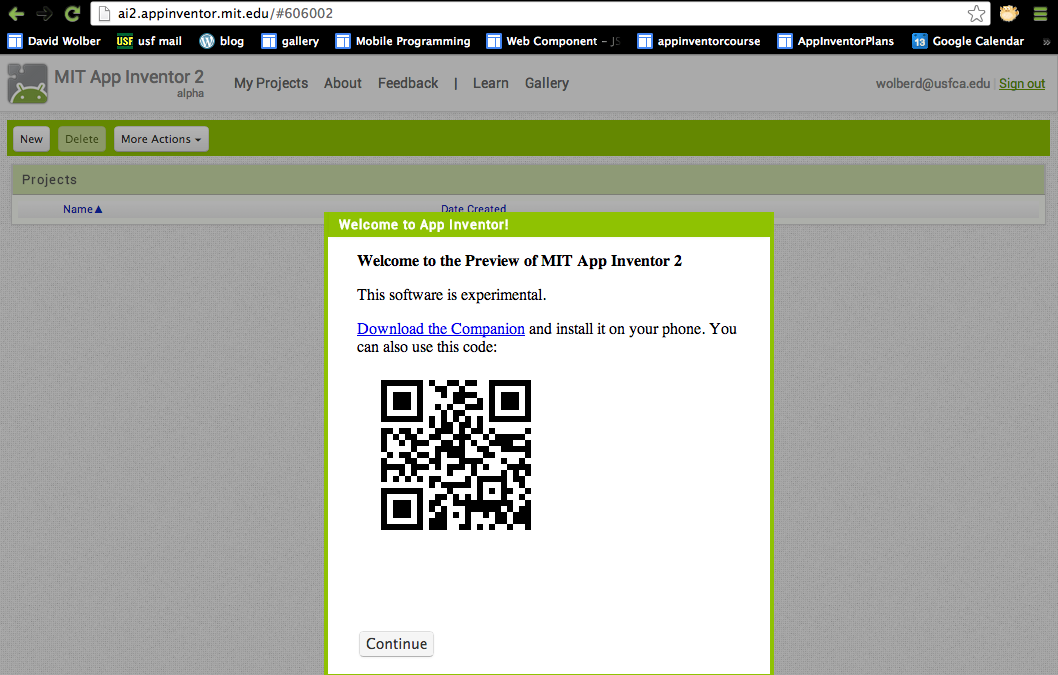 ai2.appinventor.mit.edu/#606002
David Wolber USF usf mail blog gallery Mobile Programming Web Component - JS appinventorcourse AppInventorPlans 13 Google Calendar »
MIT App Inventor 2
alpha
My Projects About Feedback | Learn Gallery
wolberd@usfca.edu | Sign out
New Delete More Actions
Projects
Name Date Created
Welcome to App Inventor!
Welcome to the Preview of MIT App Inventor 2
This software is experimental.
Download the Companion and install it on your phone. You
can also use this code:
Continue